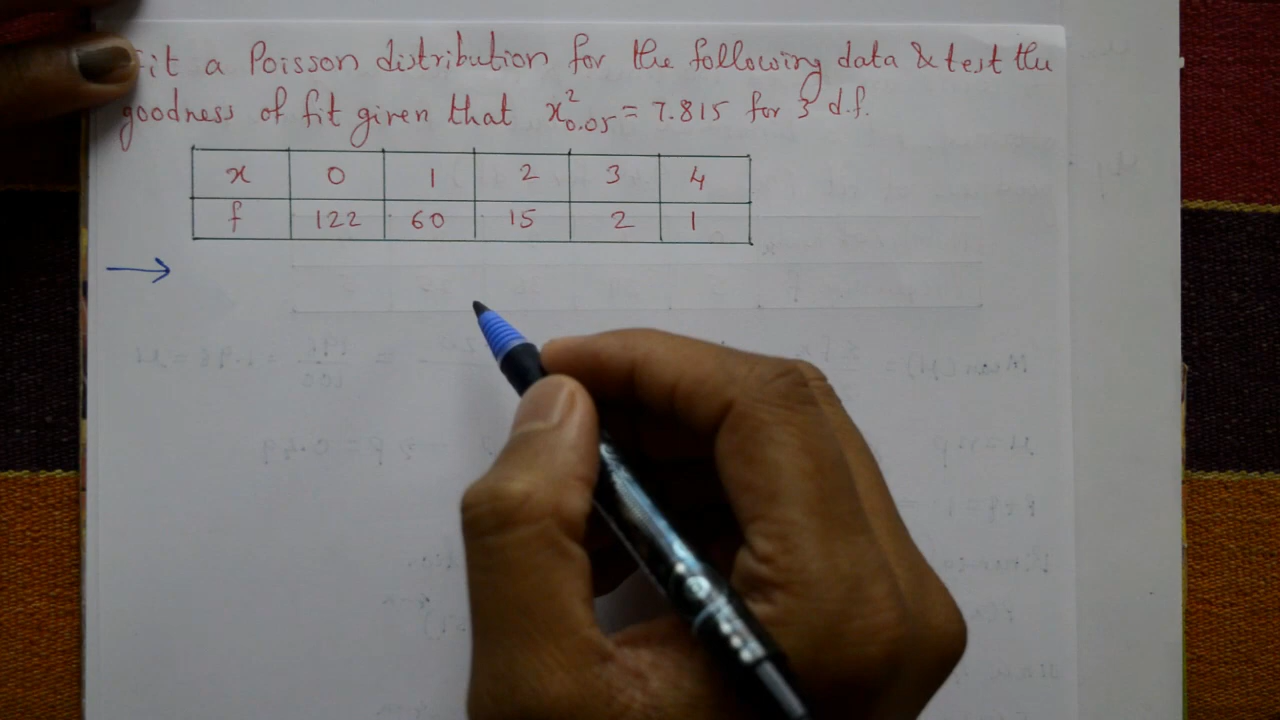 Fit a Poisson distribution for the following data & test the
goodness of fit given that x²0.05 = 7.815 for 3 d.f.
x 0 1 2 3 4
f 122 60 15 2 1